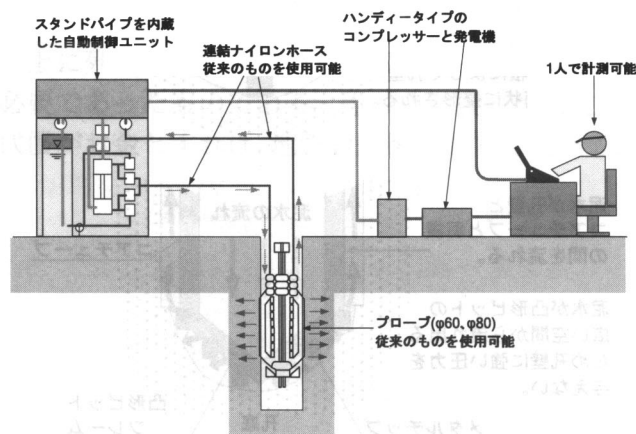 スタンドパイプを内蔵
した自動制御ユニット
連結ナイロンホース
従来のものを使用可能
ハンディータイプの
コンプレッサーと発電機
1人で計測可能
プローブ(φ60、φ80)
従来のものを使用可能